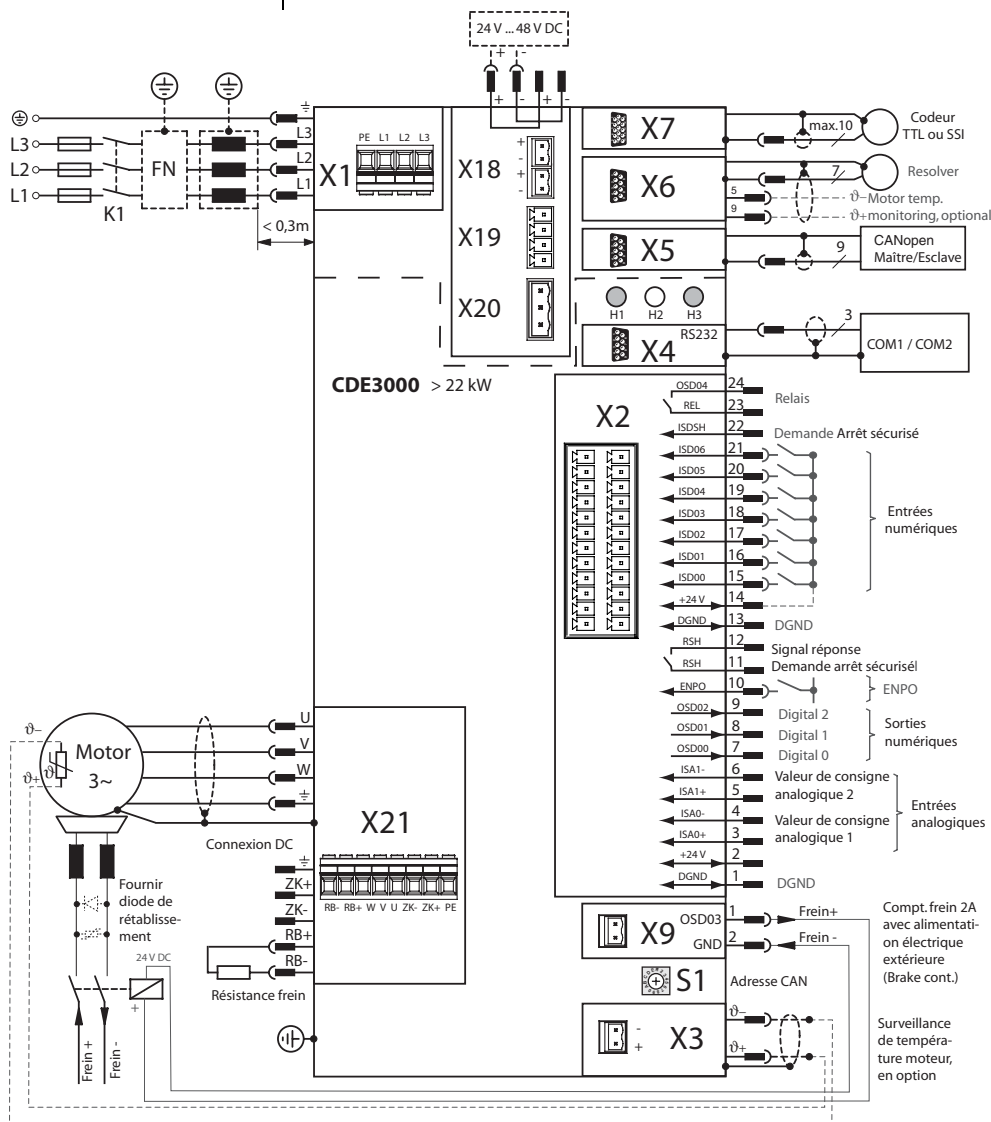 24 V ... 48 V DC
+ -
+ - + -
L3
L2
L1
K1
FN
< 0,3m
L3
L2
L1
X1
PE L1 L2 L3
X18
+
-
+
-
X19
X20
CDE3000 > 22 kW
X7
max.10
Codeur
TTL ou SSI
X6
7
Resolver
5
ϑ- Motor temp.
9
ϑ+ monitoring, optional
X5
9
CANopen
Maître/Esclave
H1 H2 H3
X4
RS232
3
COM1 / COM2
X2
OSD04 24
REL 23
Relais
ISDSH 22
Demande Arrêt sécurisé
ISD06 21
ISD05 20
ISD04 19
ISD03 18
ISD02 17
ISD01 16
ISD00 15
Entrées
numériques
+24 V 14
DGND 13 DGND
RSH 12 Signal réponse
RSH 11 Demande arrêt sécurisél
ENPO 10 ENPO
OSD02 9 Digital 2
OSD01 8 Digital 1
OSD00 7 Digital 0
Sorties
numériques
ISA1- 6
ISA1+ 5
Valeur de consigne
analogique 2
ISA0- 4
ISA0+ 3
Valeur de consigne
analogique 1
Entrées
analogiques
+24 V 2
DGND 1 DGND
ϑ-
ϑ+
ϑ
Motor
3~
U
V
W
X21
RB- RB+ W V U ZK- ZK+ PE
Connexion DC
ZK+
ZK-
RB+
RB-
Résistance frein
Fournir
diode de
rétablisse-
ment
24 V DC
+
Frein +
Frein -
X9
OSD03 1 Frein+
GND 2 Frein -
Compt. frein 2A
avec alimentati-
on électrique
extérieure
(Brake cont.)
S1
Adresse CAN
X3
-
+
ϑ-
ϑ+
Surveillance
de tempéra-
ture moteur,
en option